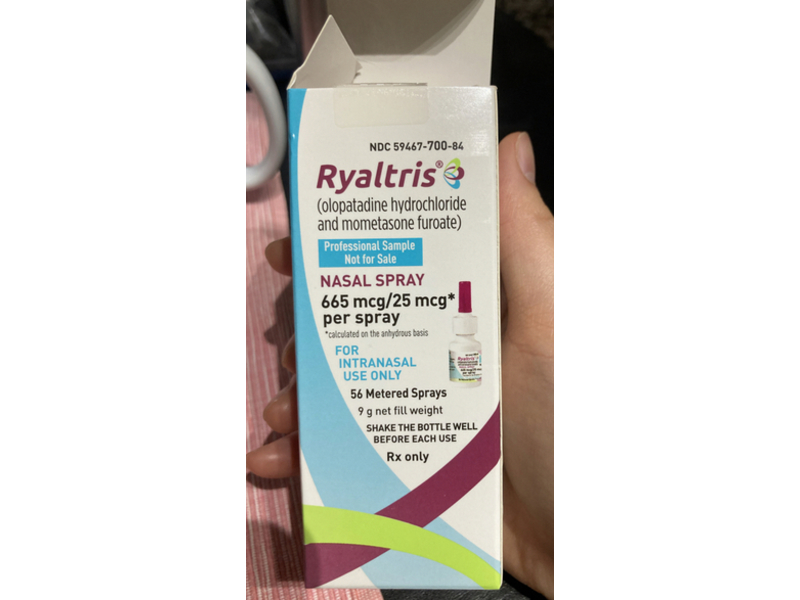 NDC 59467-700-84
Ryaltris®
(olopatadine hydrochloride
and mometasone furoate)
Professional Sample
Not for Sale
NASAL SPRAY
665 mcg/25 mcg*
per spray
*calculated on the anhydrous basis
FOR
INTRANASAL
USE ONLY
Ryaltris
56 Metered Sprays
9 g net fill weight
SHAKE THE BOTTLE WELL
BEFORE EACH USE
Rx only